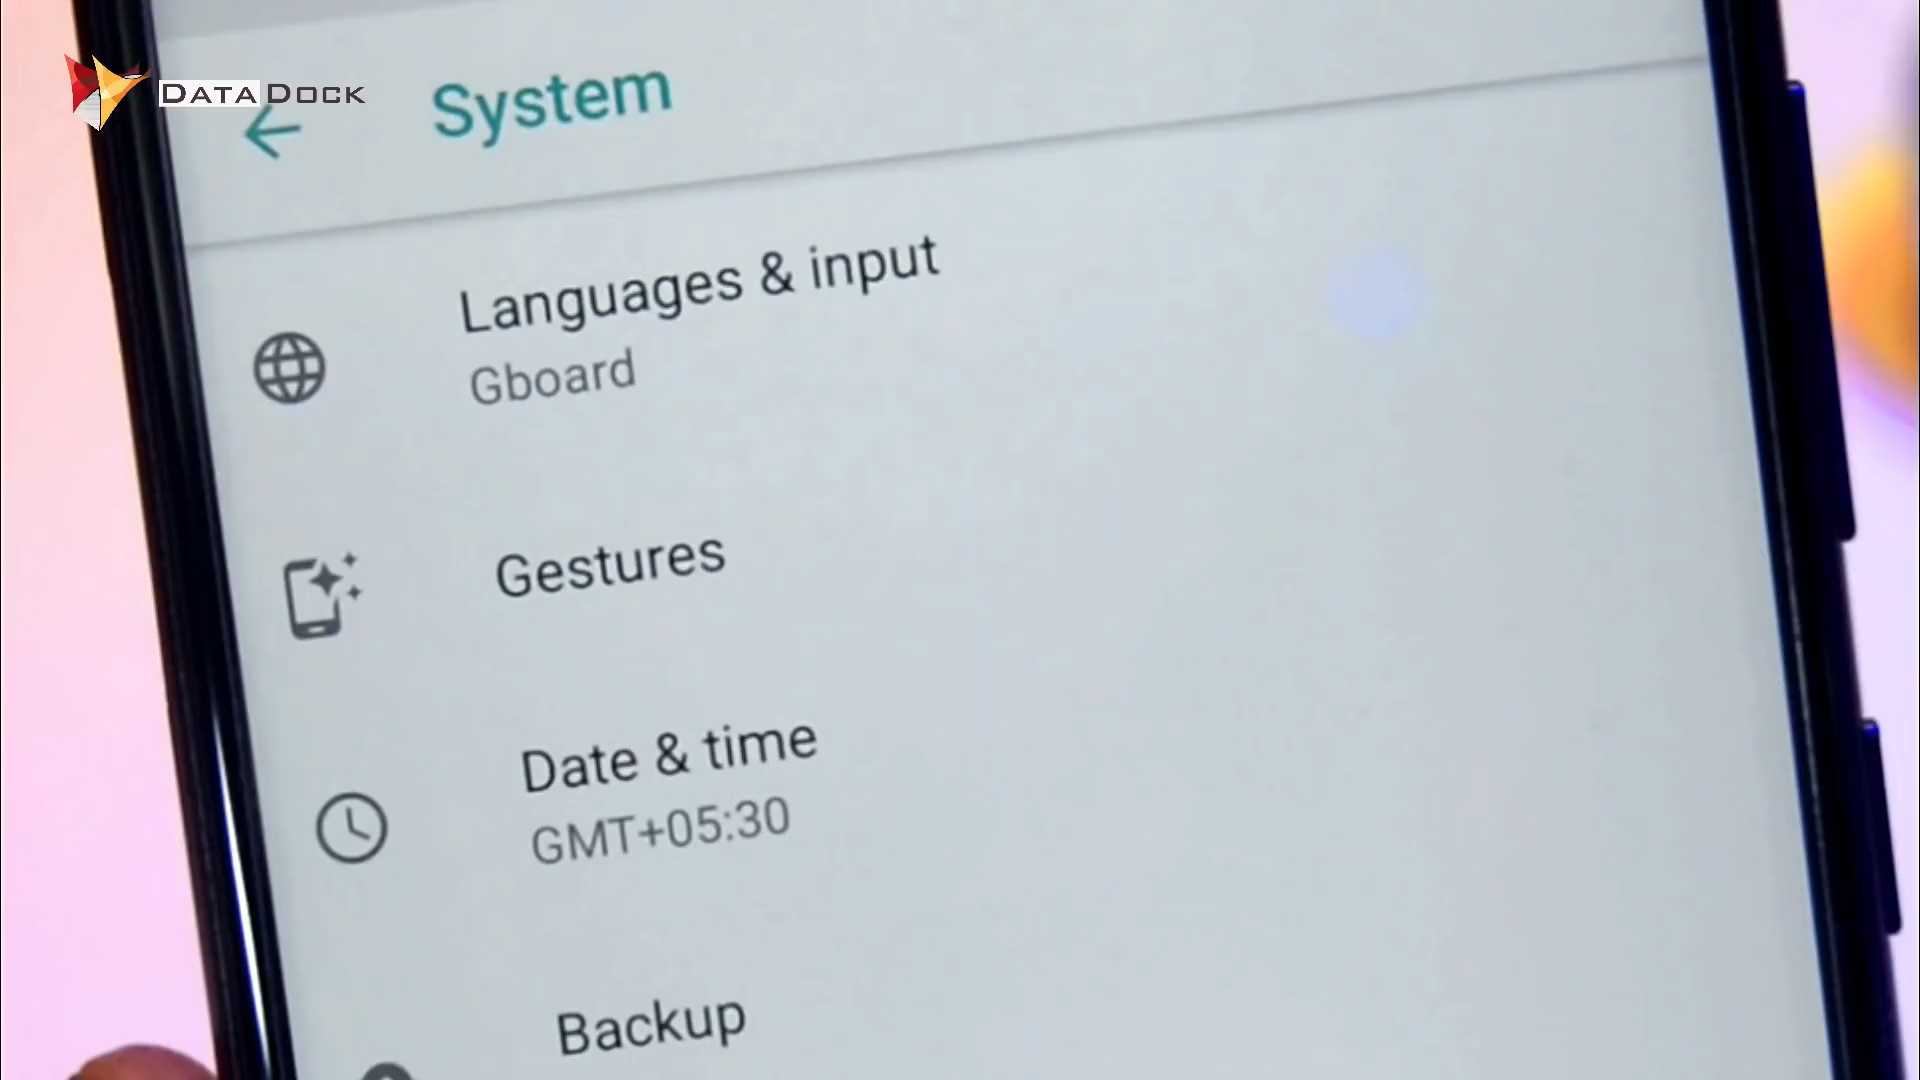 DATA DOCK
System
Languages & input
Gboard
Gestures
Date & time
GMT+05:30
Backup